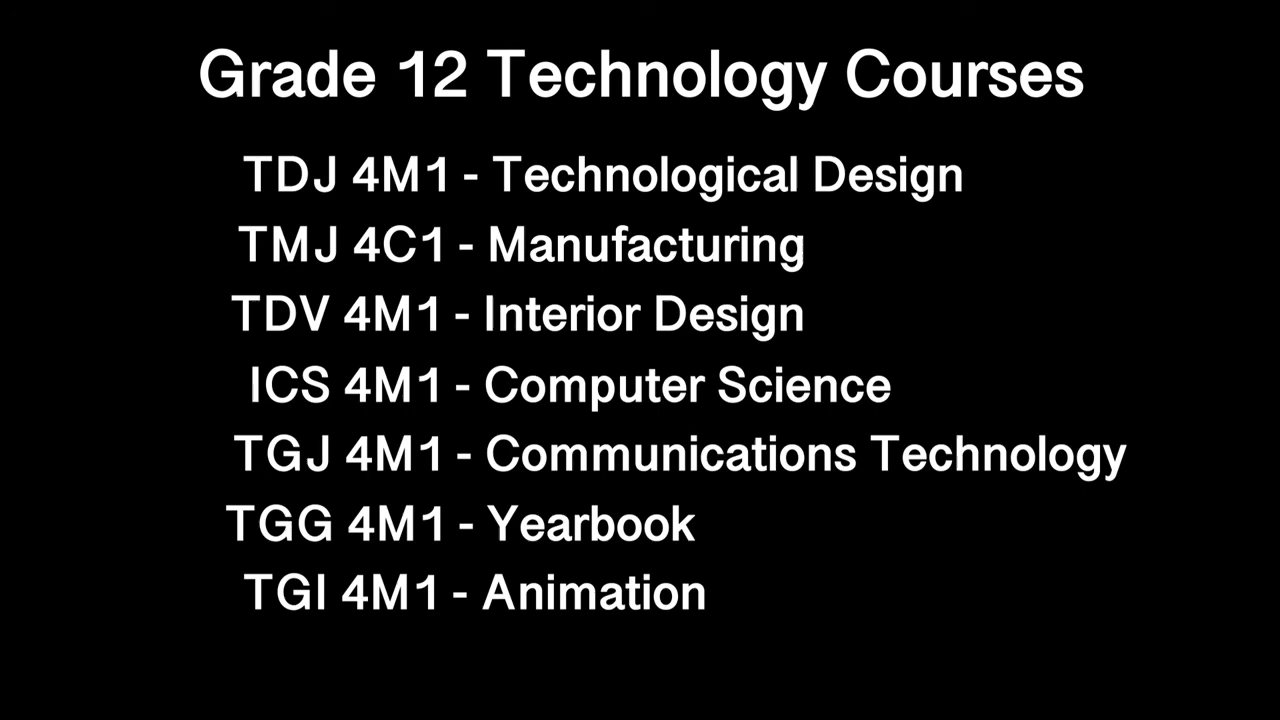 Grade 12 Technology Courses
TDJ 4M1 - Technological Design
TMJ 4C1 - Manufacturing
TDV 4M1 - Interior Design
ICS 4M1 - Computer Science
TGJ 4M1 - Communications Technology
TGG 4M1 - Yearbook
TGI 4M1 - Animation